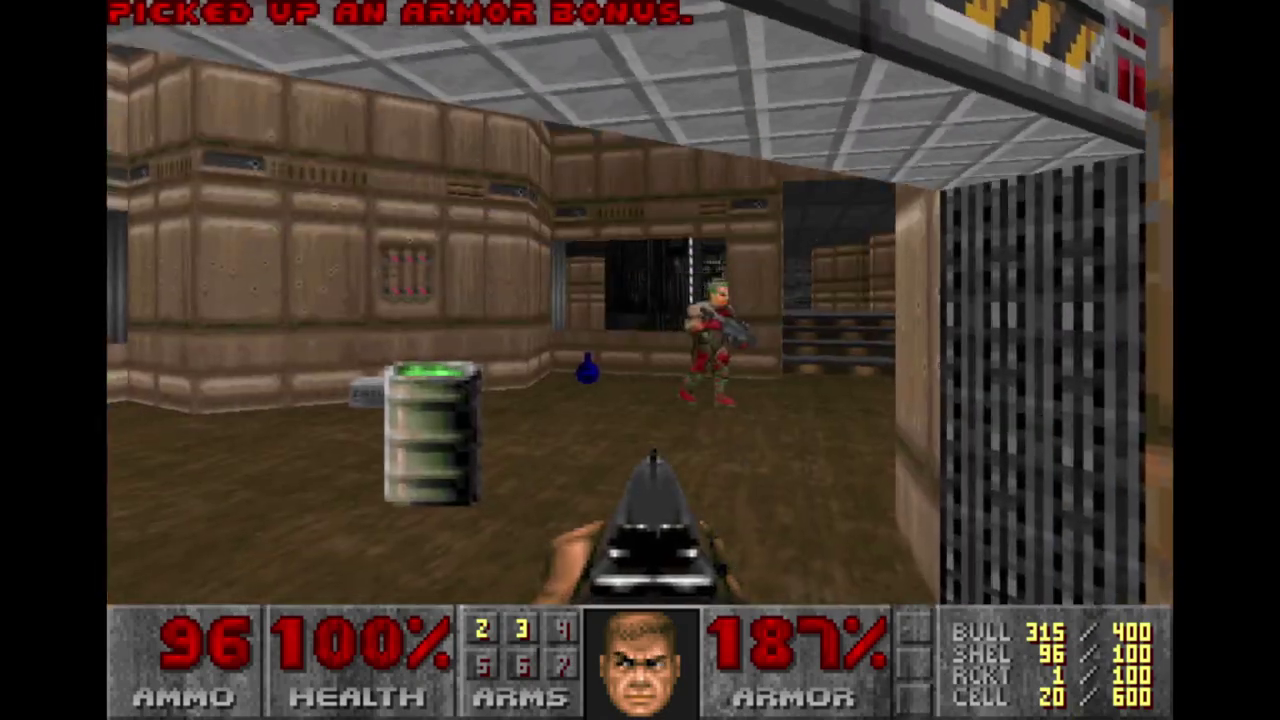 PICKED UP AN ARMOR BONUS.
96 100% 2 3 4 187%
5 6 7
AMMO HEALTH ARMS ARMOR
BULL 315 / 400
SHEL 96 / 100
RCKT 1 / 100
CELL 20 / 600